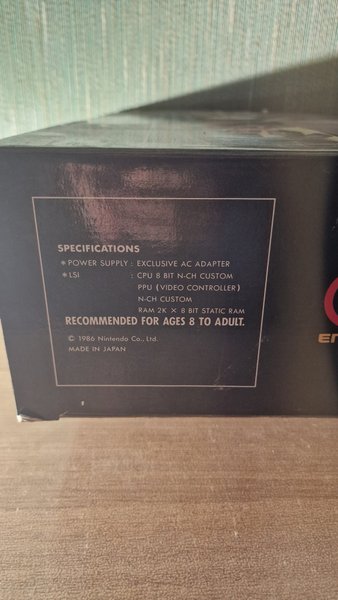 SPECIFICATIONS
*POWER SUPPLY : EXCLUSIVE AC ADAPTER
*LSI : CPU 8 BIT N-CH CUSTOM
PPU (VIDEO CONTROLLER)
N-CH CUSTOM
RAM 2K × 8 BIT STATIC RAM
RECOMMENDED FOR AGES 8 TO ADULT.
© 1986 Nintendo Co., Ltd.
MADE IN JAPAN